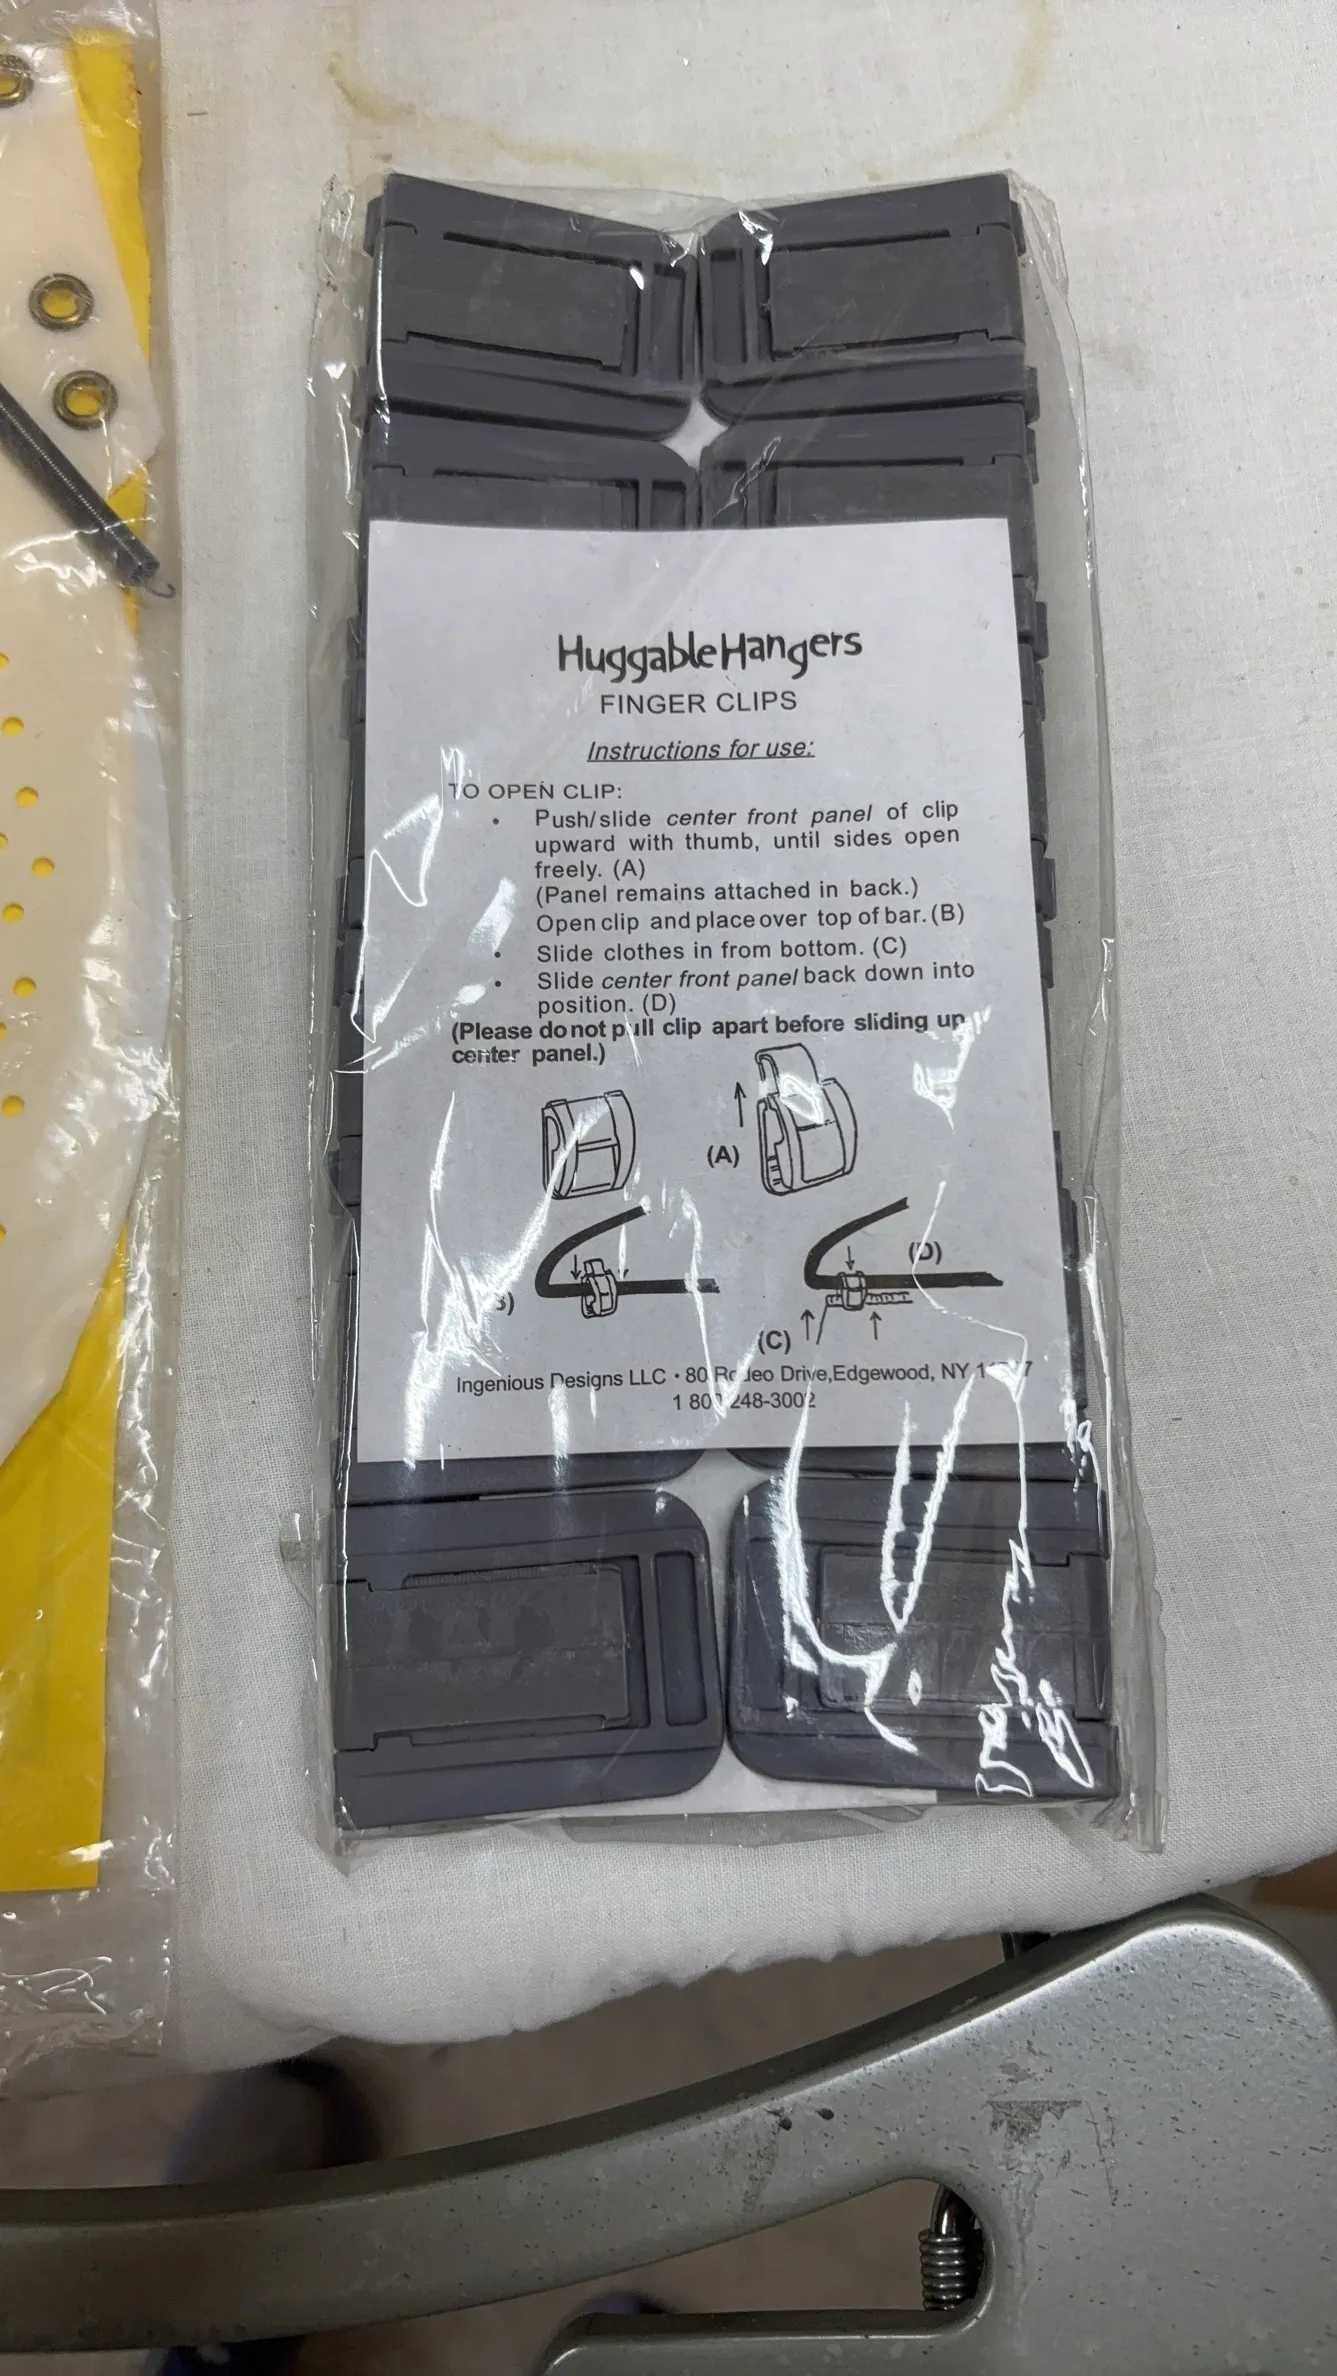 HuggableHangers
FINGER CLIPS
Instructions for use:
TO OPEN CLIP:
• Push/slide center front panel of clip
upward with thumb, until sides open
freely. (A)
(Panel remains attached in back.)
Open clip and place over top of bar. (B)
• Slide clothes in from bottom. (C)
• Slide center front panel back down into
position. (D)
(Please do not pull clip apart before sliding up
center panel.)
(A)
(D)
(C)
Ingenious Designs LLC • 80 Rodeo Drive, Edgewood, NY
1 800 248-3002